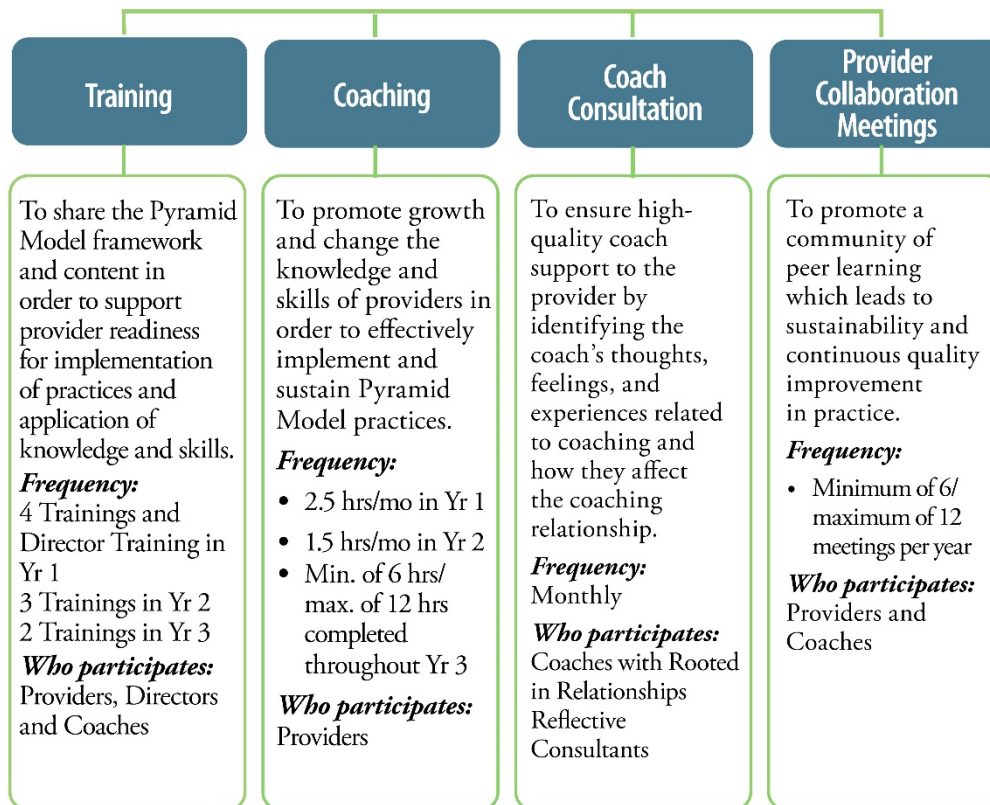 Training
To share the Pyramid
Model framework
and content in
order to support
provider readiness
for implementation
of practices and
application of
knowledge and skills.
Frequency:
4 Trainings and
Director Training in
Yr 1
3 Trainings in Yr 2
2 Trainings in Yr 3
Who participates:
Providers, Directors
and Coaches
Coaching
To promote growth
and change the
knowledge and
skills of providers in
order to effectively
implement and
sustain Pyramid
Model practices.
Frequency:
• 2.5 hrs/mo in Yr 1
• 1.5 hrs/mo in Yr 2
• Min. of 6 hrs/
max. of 12 hrs
completed
throughout Yr 3
Who participates:
Providers
Coach
Consultation
To ensure high-
quality coach
support to the
provider by
identifying the
coach's thoughts,
feelings, and
experiences related
to coaching and
how they affect
the coaching
relationship.
Frequency:
Monthly
Who participates:
Coaches with Rooted
in Relationships
Reflective
Consultants
Provider
Collaboration
Meetings
To promote a
community of
peer learning
which leads to
sustainability and
continuous quality
improvement
in practice.
Frequency:
• Minimum of 6/
maximum of 12
meetings per year
Who participates:
Providers and
Coaches